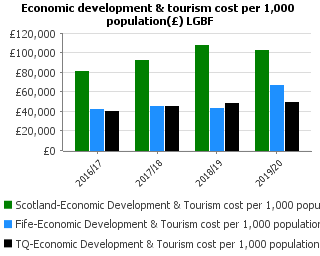 Economic development & tourism cost per 1,000
population(£) LGBF
£120,000
£100,000
£80,000
£60,000
£40,000
£20,000
£0
2016/17
2017/18
2018/19
2019/20
Scotland-Economic Development & Tourism cost per 1,000 popu
Fife-Economic Development & Tourism cost per 1,000 population
TQ-Economic Development & Tourism cost per 1,000 population